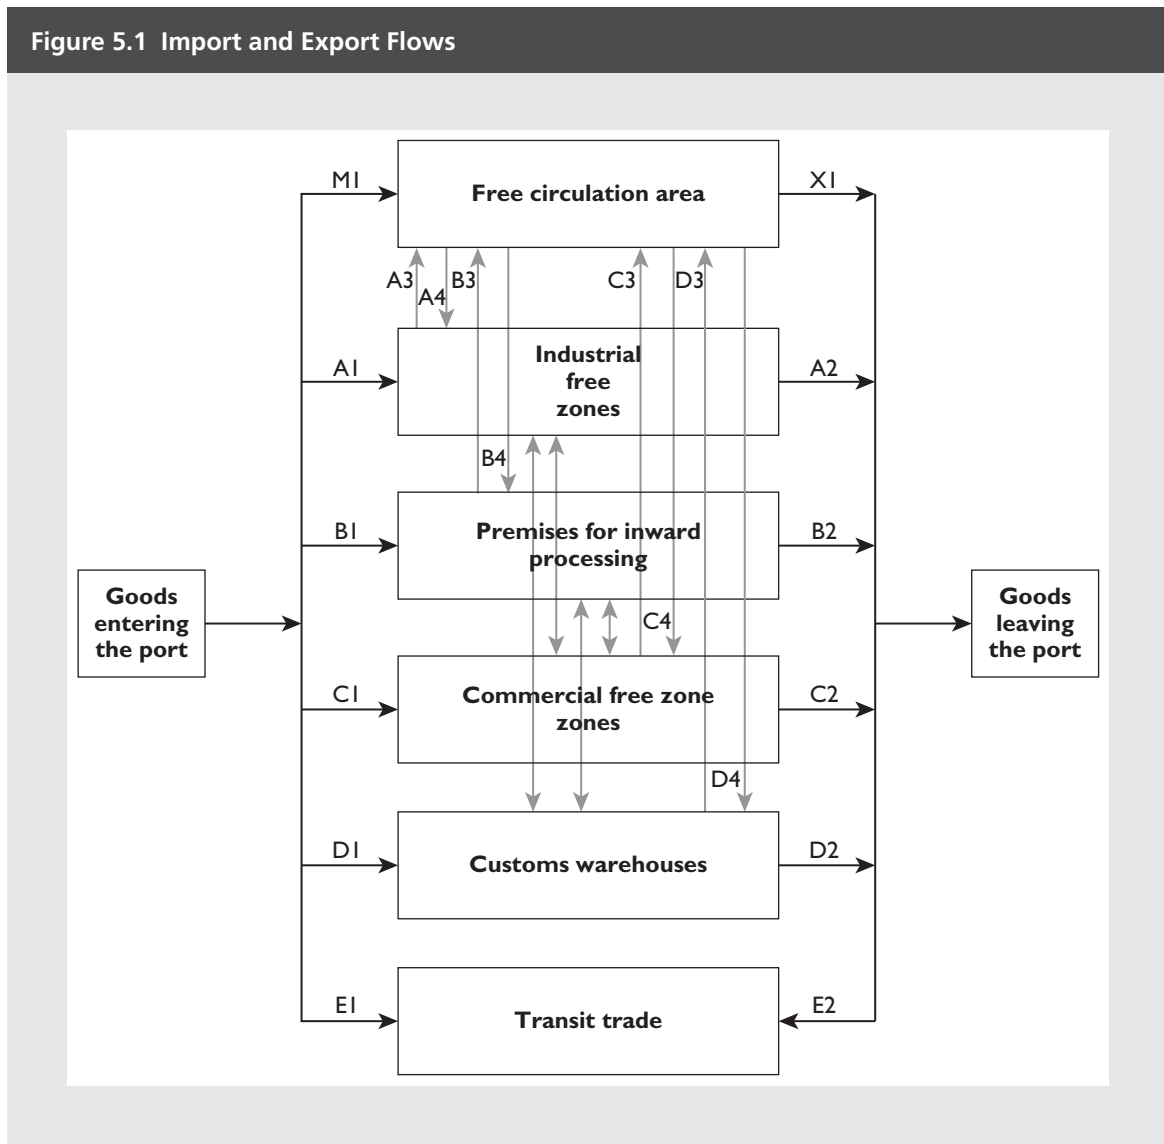 Figure 5.1 Import and Export Flows
M1
Free circulation area
X1
A3
A4
B3
C3
D3
A1
Industrial
free
zones
A2
B4
B1
Premises for inward
processing
B2
Goods
entering
the port
C4
Goods
leaving
the port
C1
Commercial free zone
zones
C2
D4
D1
Customs warehouses
D2
E1
Transit trade
E2